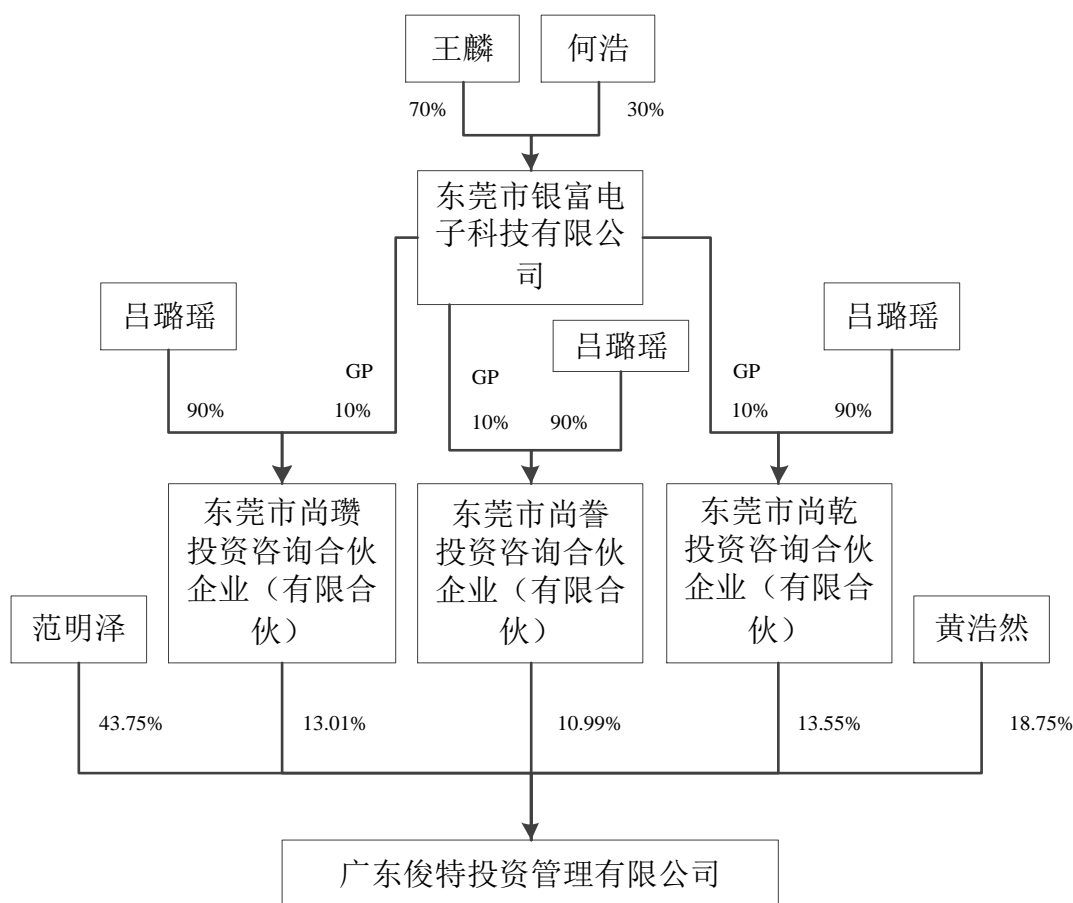 王麟
何浩
70%
30%
东莞市银富电
子科技有限公
司
吕璐瑶
吕璐瑶
吕璐瑶
GP
GP
GP
90%
10%
10%
90%
10%
90%
东莞市尚瓒
投资咨询合伙
企业（有限合
伙）
东莞市尚誊
投资咨询合伙
企业（有限合
伙）
东莞市尚乾
投资咨询合伙
企业（有限合
伙）
范明泽
黄浩然
43.75%
13.01%
10.99%
13.55%
18.75%
广东俊特投资管理有限公司